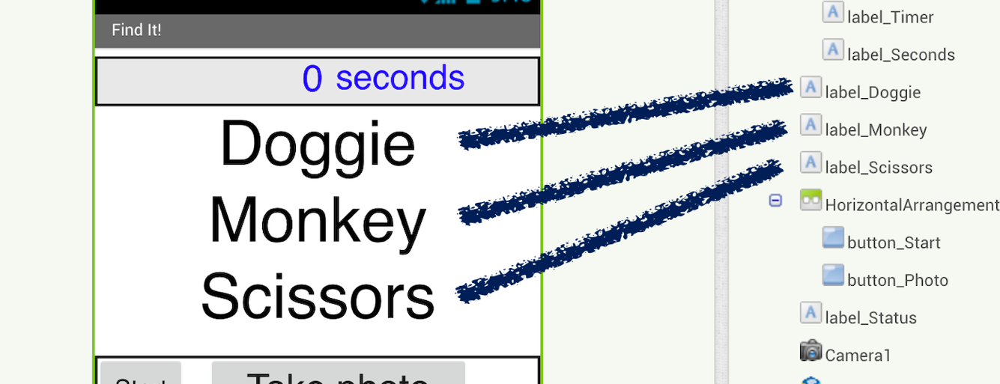 Find It!
0 seconds
Doggie
Monkey
Scissors
Take photo
label_Timer
label_Seconds
label_Doggie
label_Monkey
label_Scissors
HorizontalArrangement
button_Start
button_Photo
label_Status
Camera1